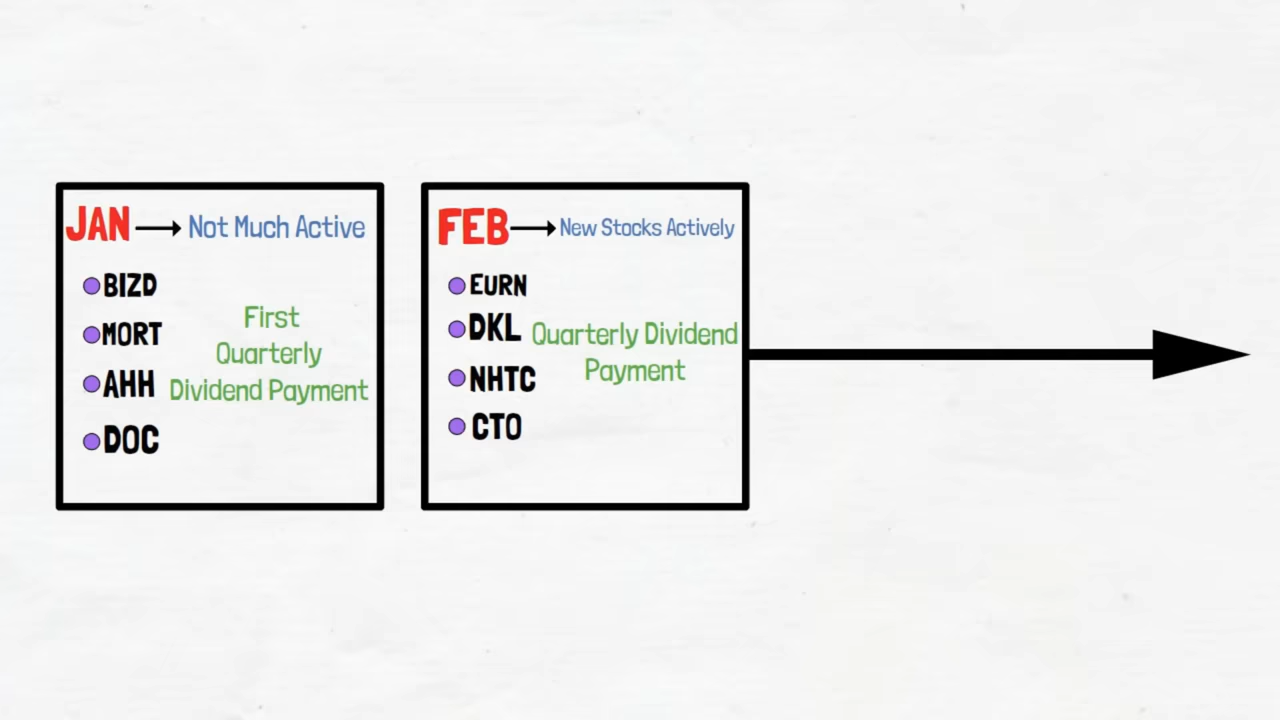 JAN → Not Much Active
BIZD
MORT
AHH
DOC
First
Quarterly
Dividend Payment
FEB → New Stocks Actively
EURN
DKL
NHTC
CTO
Quarterly Dividend
Payment